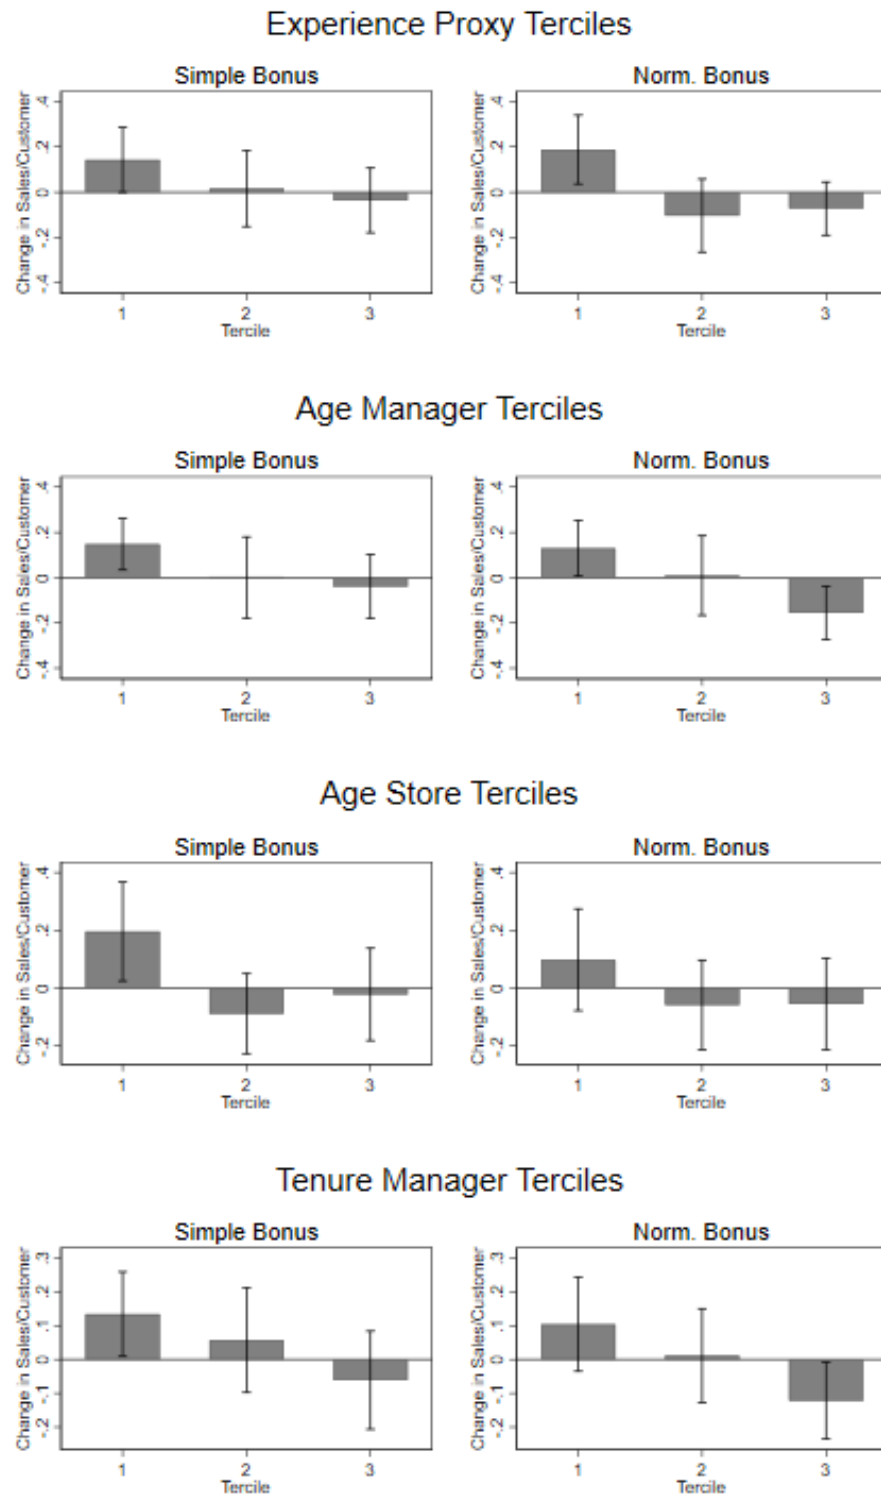 Experience Proxy Terciles
Simple Bonus
Change in Sales/Customer
.4
.2
0
-.2
-.4
1 2 3
Tercile
Norm. Bonus
Change in Sales/Customer
.4
.2
0
-.2
-.4
1 2 3
Tercile
Age Manager Terciles
Simple Bonus
Change in Sales/Customer
.4
.2
0
-.2
-.4
1 2 3
Tercile
Norm. Bonus
Change in Sales/Customer
.4
.2
0
-.2
-.4
1 2 3
Tercile
Age Store Terciles
Simple Bonus
Change in Sales/Customer
.4
.2
0
-.2
1 2 3
Tercile
Norm. Bonus
Change in Sales/Customer
.4
.2
0
-.2
1 2 3
Tercile
Tenure Manager Terciles
Simple Bonus
Change in Sales/Customer
.3
.2
.1
0
-.1
-.2
1 2 3
Tercile
Norm. Bonus
Change in Sales/Customer
.3
.2
.1
0
-.1
-.2
1 2 3
Tercile